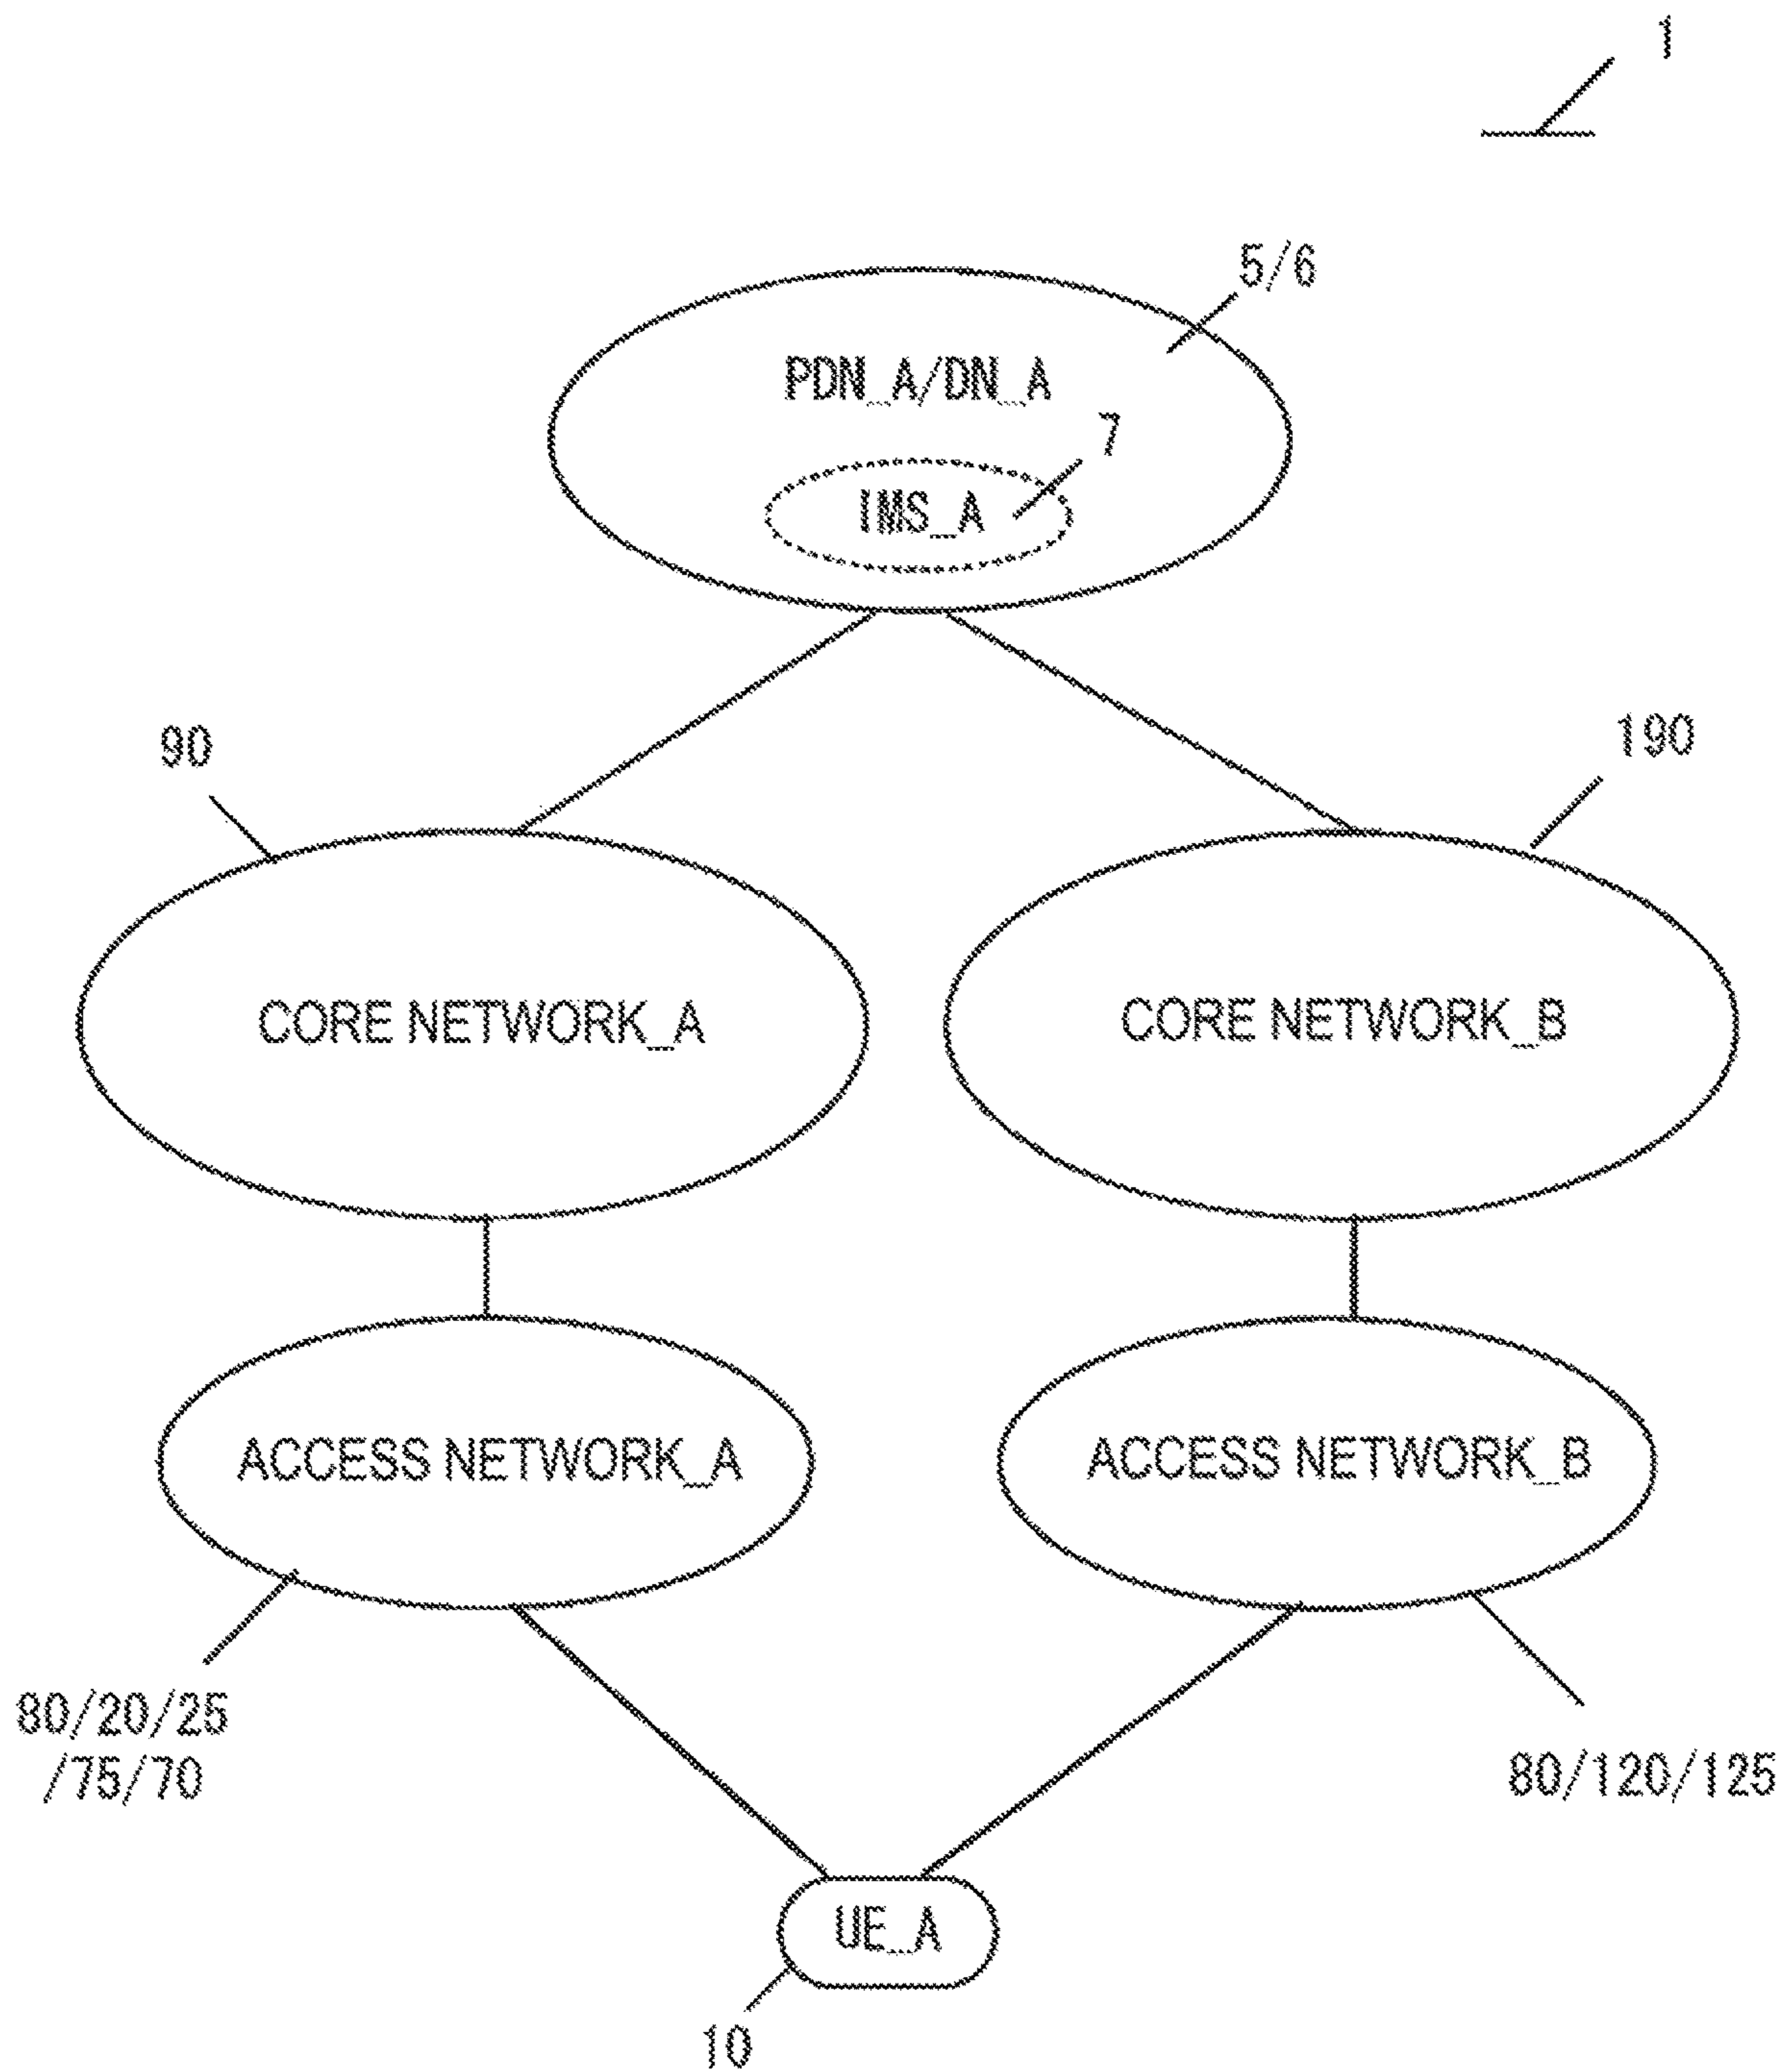 1
5/6
PDN_A/DN_A
7
IMS_A
90
190
CORE NETWORK_A
CORE NETWORK_B
ACCESS NETWORK_A
ACCESS NETWORK_B
80/20/25
/75/70
80/120/125
UE_A
10